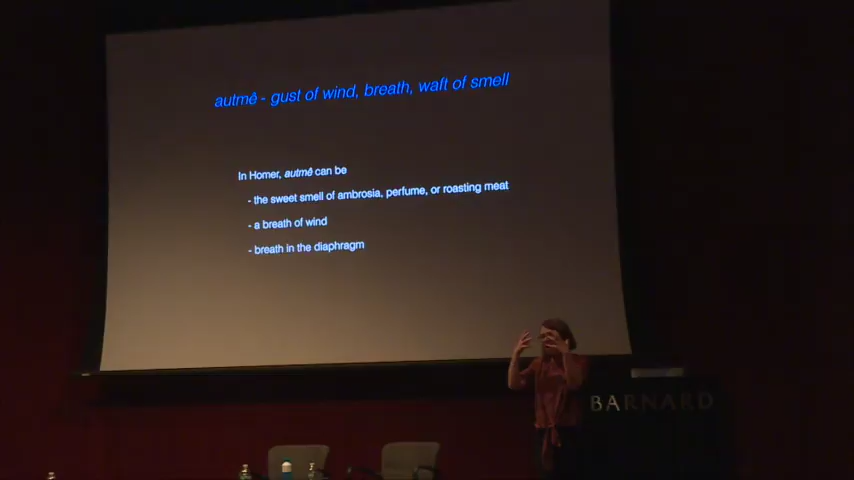 autmê - gust of wind, breath, waft of smell
In Homer, autmê can be
- the sweet smell of ambrosia, perfume, or roasting meat
- a breath of wind
- breath in the diaphragm
BARNARD